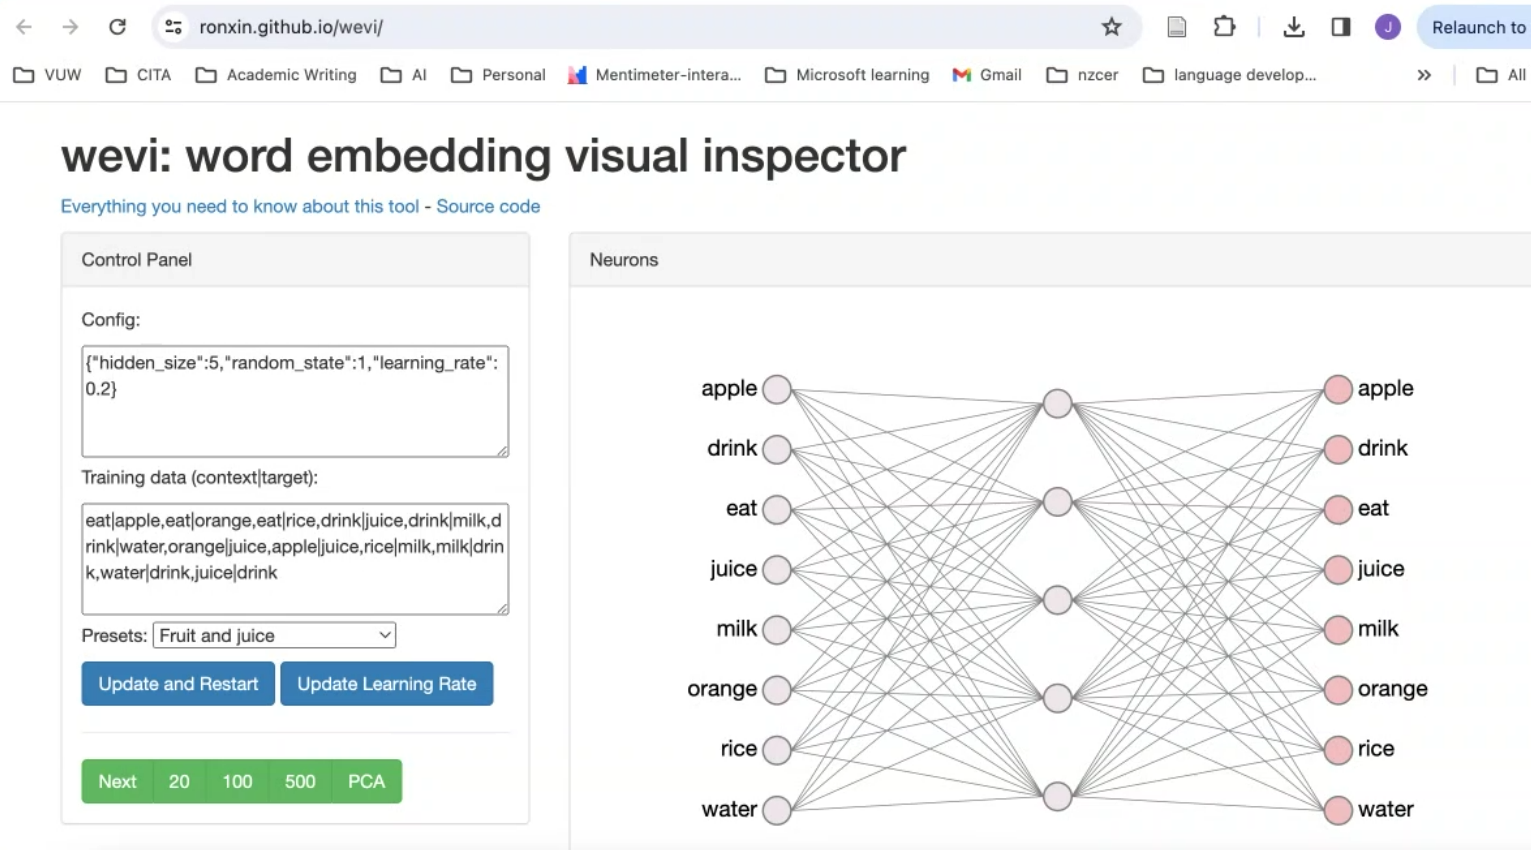 ronxin.github.io/wevi/
J
Relaunch to
VUW CITA Academic Writing AI Personal Mentimeter-intera... Microsoft learning Gmail nzcer language develop... » All
wevi: word embedding visual inspector
Everything you need to know about this tool - Source code
Control Panel
Config:
{"hidden_size":5,"random_state":1,"learning_rate":
0.2}
Training data (context|target):
eat|apple,eat|orange,eat|rice,drink|juice,drink|milk,d
rink|water,orange|juice,apple|juice,rice|milk,milk|drin
k,water|drink,juice|drink
Presets: Fruit and juice
Update and Restart Update Learning Rate
Next 20 100 500 PCA
Neurons
apple apple
drink drink
eat eat
juice juice
milk milk
orange orange
rice rice
water water